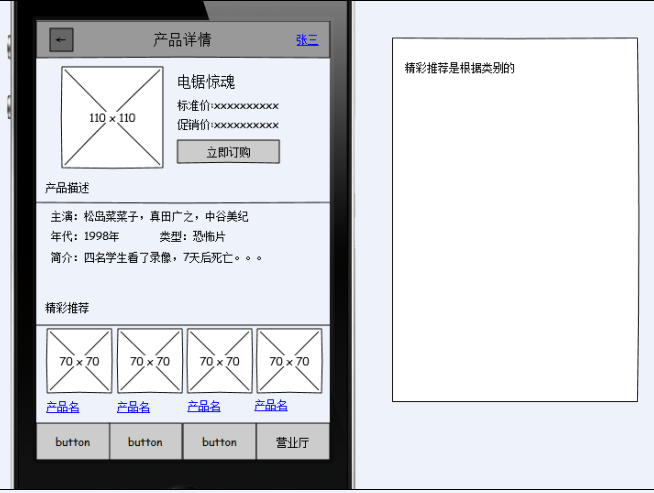 ← 产品详情 张三
110 x 110
电锯惊魂
标准价:xxxxxxxxxx
促销价:xxxxxxxxxx
立即订购
产品描述
主演：松岛菜菜子，真田广之，中谷美纪
年代：1998年 类型：恐怖片
简介：四名学生看了录像，7天后死亡。。。
精彩推荐
70 x 70 70 x 70 70 x 70 70 x 70
产品名 产品名 产品名 产品名
button button button 营业厅
精彩推荐是根据类别的